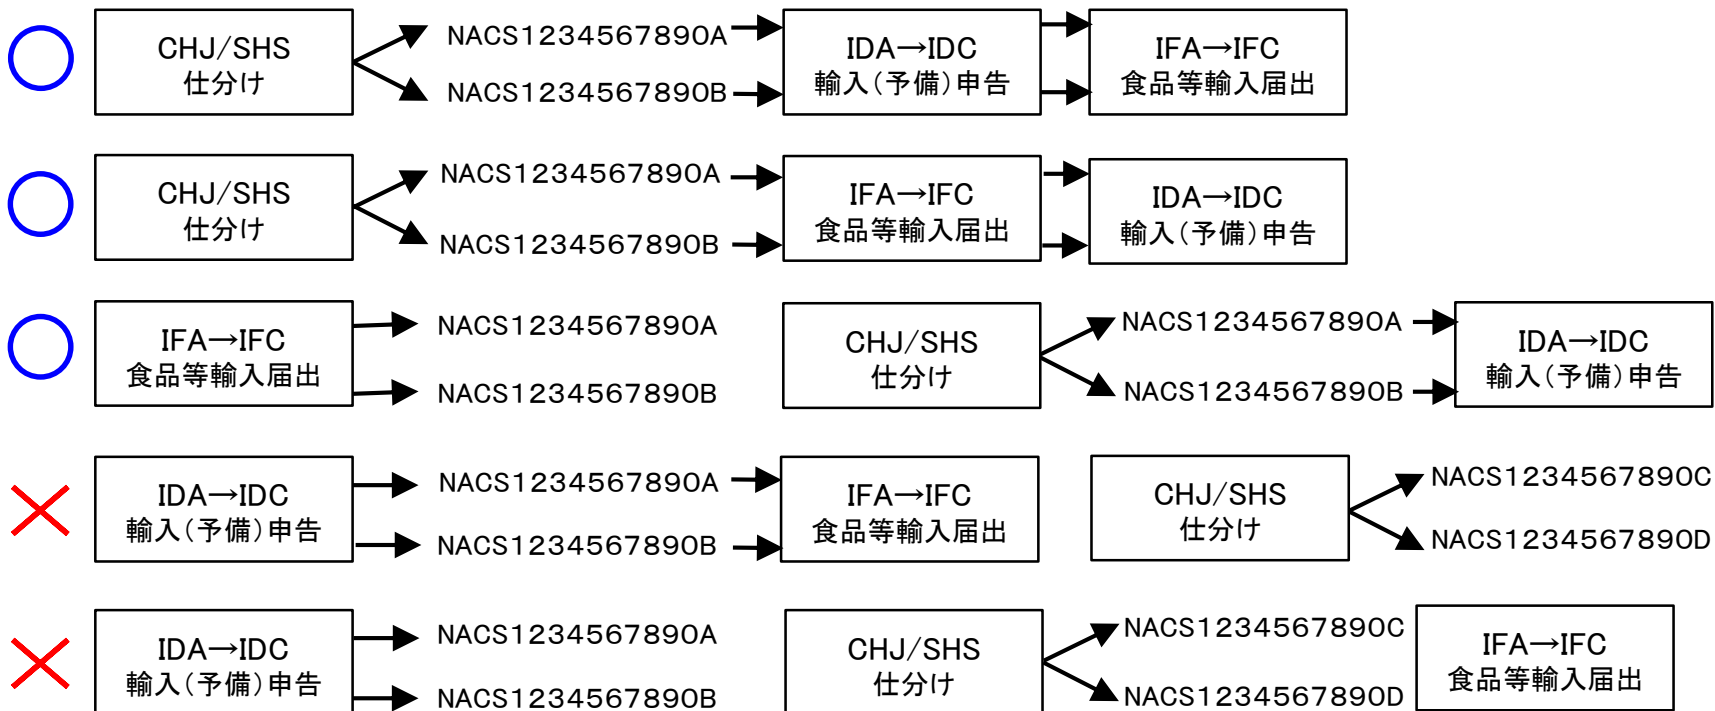 CHJ/SHS
仕分け
NACS1234567890A
NACS1234567890B
IDA→IDC
輸入(予備)申告
IFA→IFC
食品等輸入届出
CHJ/SHS
仕分け
NACS1234567890A
NACS1234567890B
IFA→IFC
食品等輸入届出
IDA→IDC
輸入(予備)申告
IFA→IFC
食品等輸入届出
NACS1234567890A
NACS1234567890B
CHJ/SHS
仕分け
NACS1234567890A
NACS1234567890B
IDA→IDC
輸入(予備)申告
IDA→IDC
輸入(予備)申告
NACS1234567890A
NACS1234567890B
IFA→IFC
食品等輸入届出
CHJ/SHS
仕分け
NACS1234567890C
NACS1234567890D
IDA→IDC
輸入(予備)申告
NACS1234567890A
NACS1234567890B
CHJ/SHS
仕分け
NACS1234567890C
NACS1234567890D
IFA→IFC
食品等輸入届出